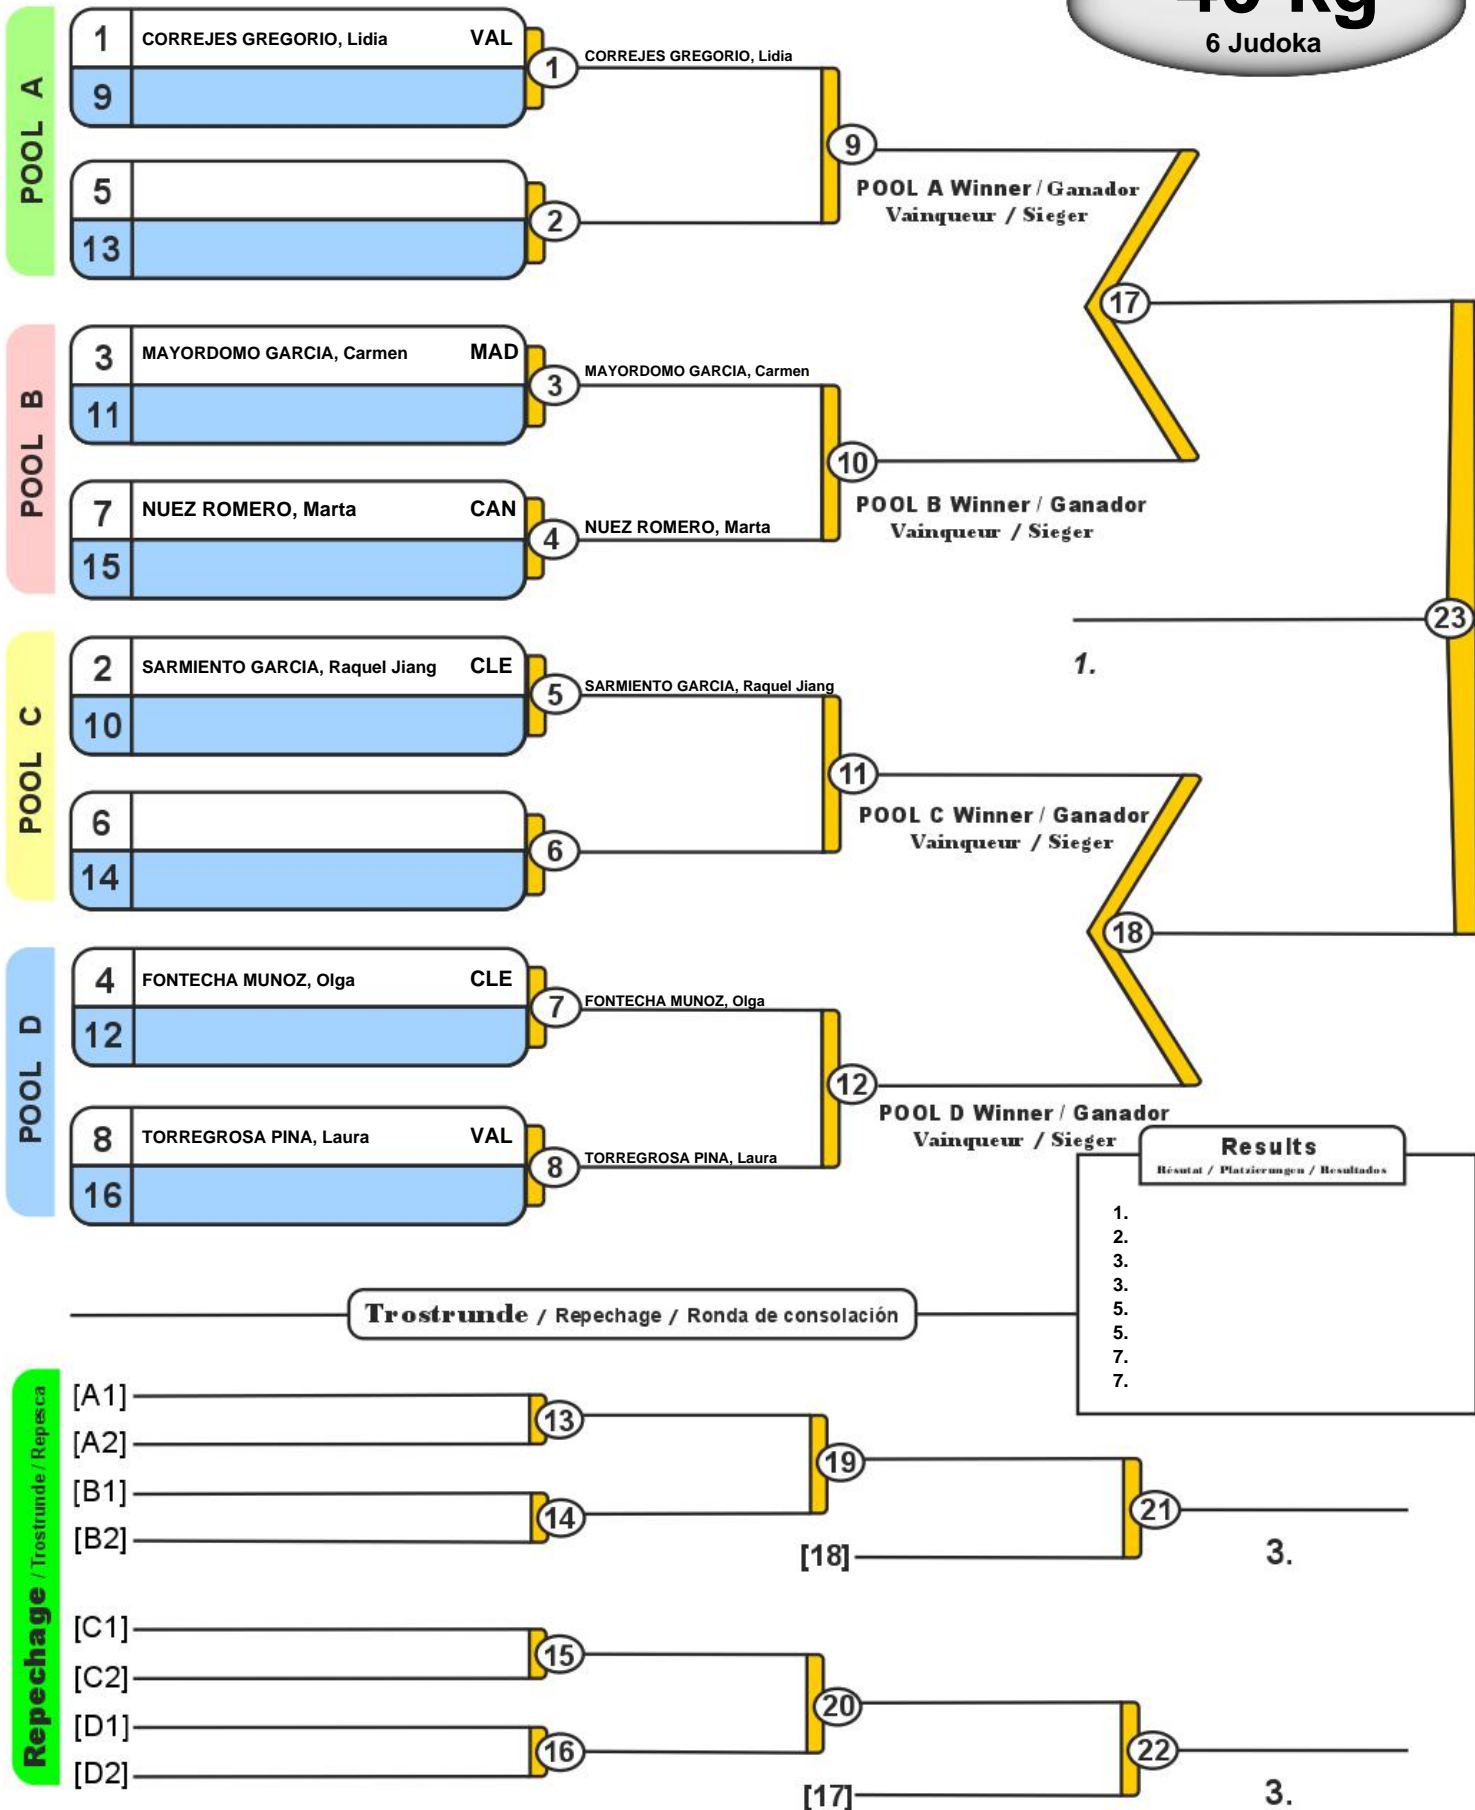 kg
6 Judoka
POOL A
1 CORREJES GREGORIO, Lidia VAL
9
1
CORREJES GREGORIO, Lidia
5
13
2
9
POOL A Winner / Ganador
Vainqueur / Sieger
17
POOL B
3 MAYORDOMO GARCIA, Carmen MAD
11
3
MAYORDOMO GARCIA, Carmen
7 NUEZ ROMERO, Marta CAN
15
4
NUEZ ROMERO, Marta
10
POOL B Winner / Ganador
Vainqueur / Sieger
23
1.
POOL C
2 SARMIENTO GARCIA, Raquel Jiang CLE
10
5
SARMIENTO GARCIA, Raquel Jiang
6
14
6
11
POOL C Winner / Ganador
Vainqueur / Sieger
18
POOL D
4 FONTECHA MUNOZ, Olga CLE
12
7
FONTECHA MUNOZ, Olga
8 TORREGROSA PINA, Laura VAL
16
8
TORREGROSA PINA, Laura
12
POOL D Winner / Ganador
Vainqueur / Sieger
Results
Résutat / Platzierungen / Resultados
1.
2.
3.
3.
5.
5.
7.
7.
Trostrunde / Repechage / Ronda de consolación
Repechage / Trostrunde / Repesca
[A1]
[A2]
13
[B1]
[B2]
14
19
[18]
21
3.
[C1]
[C2]
15
[D1]
[D2]
16
20
[17]
22
3.